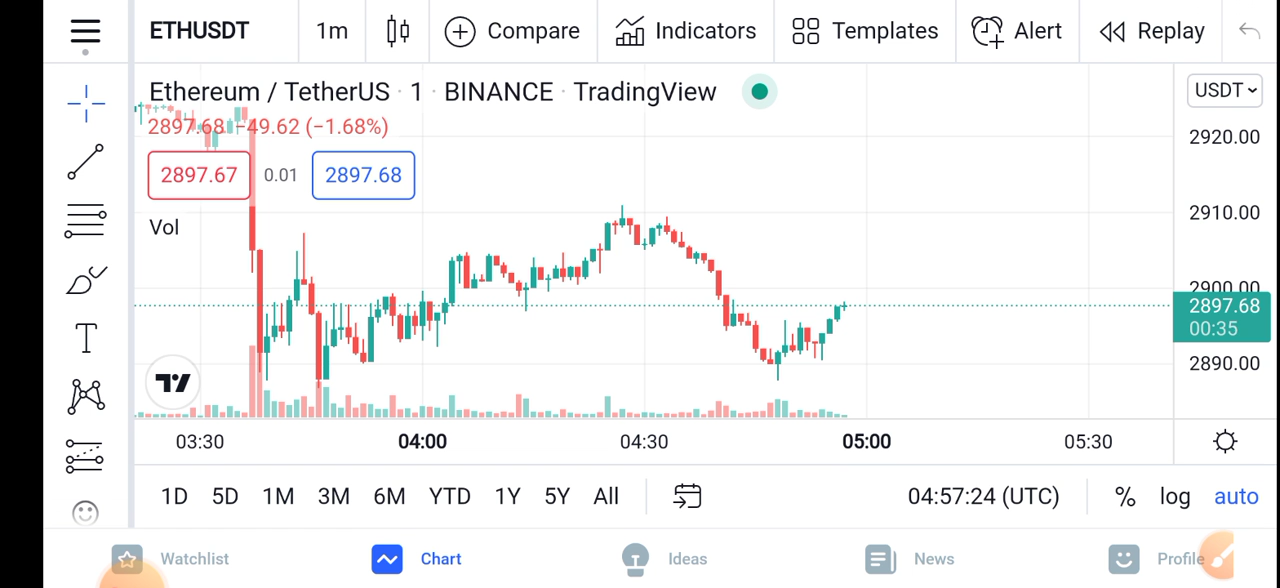 ETHUSDT 1m Compare Indicators Templates Alert Replay
Ethereum / TetherUS · 1 · BINANCE · TradingView
USDT
2897.68 −49.62 (−1.68%)
2920.00
2897.67 0.01 2897.68
2910.00
Vol
2900.00
2897.68
00:35
2890.00
03:30 04:00 04:30 05:00 05:30
1D 5D 1M 3M 6M YTD 1Y 5Y All 04:57:24 (UTC) % log auto
Watchlist Chart Ideas News Profile